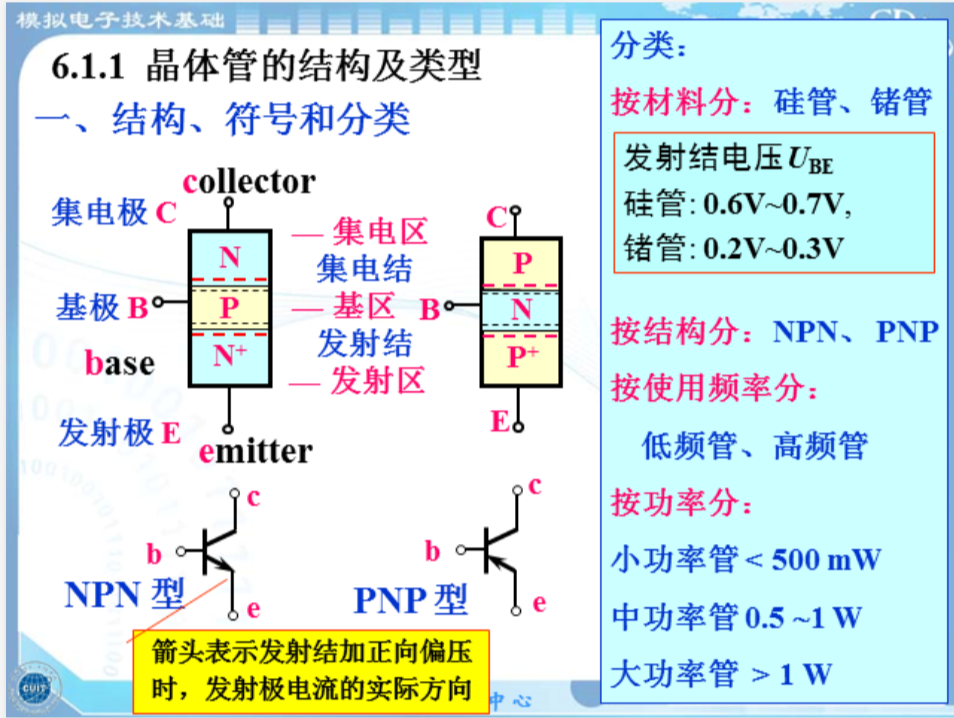 模拟电子技术基础
6.1.1 晶体管的结构及类型
一、结构、符号和分类
collector
集电极 C
N
P
N+
基极 B
base
发射极 E
emitter
— 集电区
集电结
— 基区
发射结
— 发射区
C
P
B
N
P+
E
c
b
e
NPN 型
c
b
e
PNP 型
箭头表示发射结加正向偏压
时，发射极电流的实际方向
中心
CUIT
分类：
按材料分：硅管、锗管
发射结电压UBE
硅管: 0.6V~0.7V,
锗管: 0.2V~0.3V
按结构分：NPN、 PNP
按使用频率分：
低频管、高频管
按功率分：
小功率管 < 500 mW
中功率管 0.5 ~1 W
大功率管 > 1 W